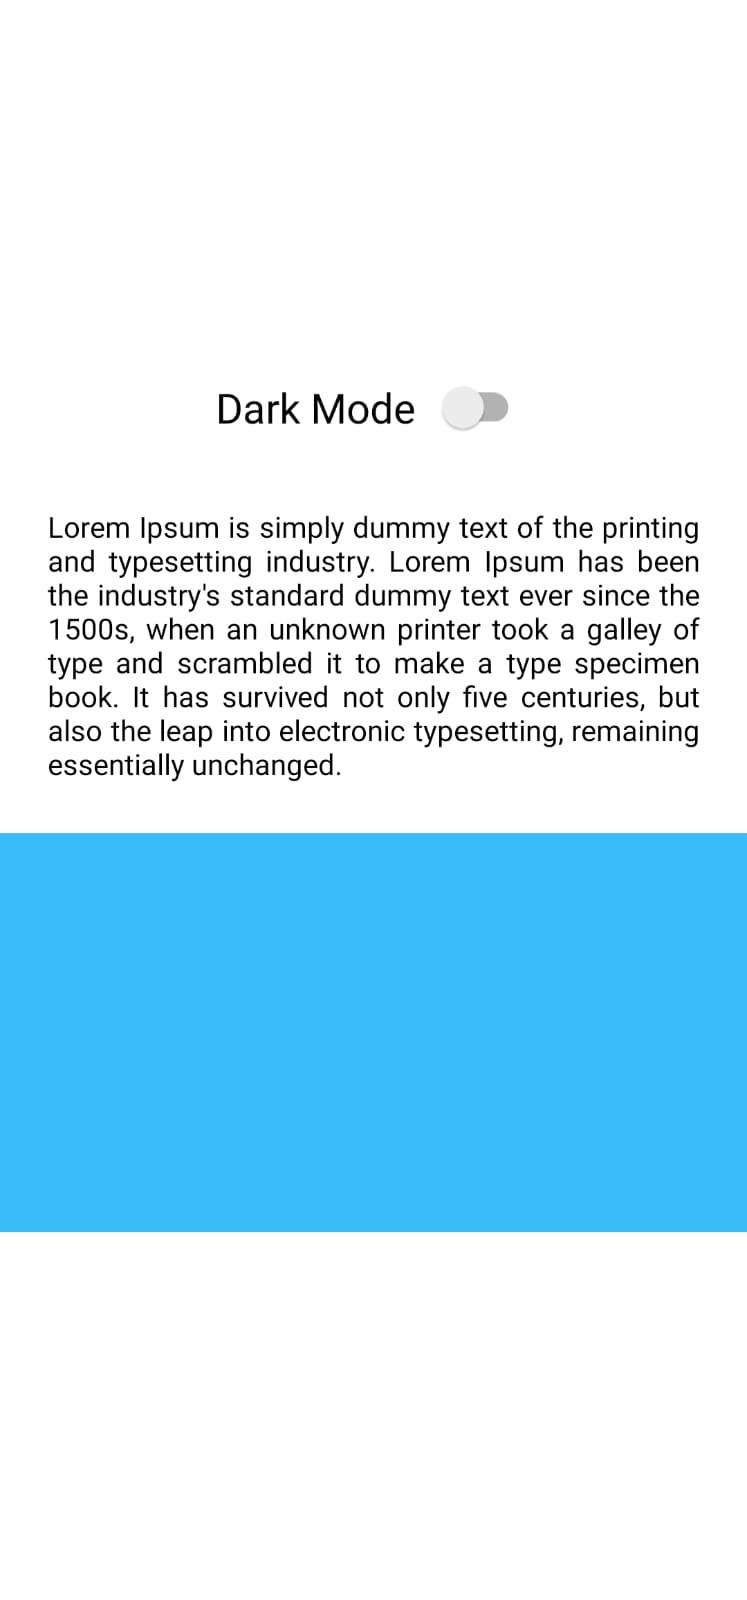 Dark Mode
Lorem Ipsum is simply dummy text of the printing
and typesetting industry. Lorem Ipsum has been
the industry's standard dummy text ever since the
1500s, when an unknown printer took a galley of
type and scrambled it to make a type specimen
book. It has survived not only five centuries, but
also the leap into electronic typesetting, remaining
essentially unchanged.